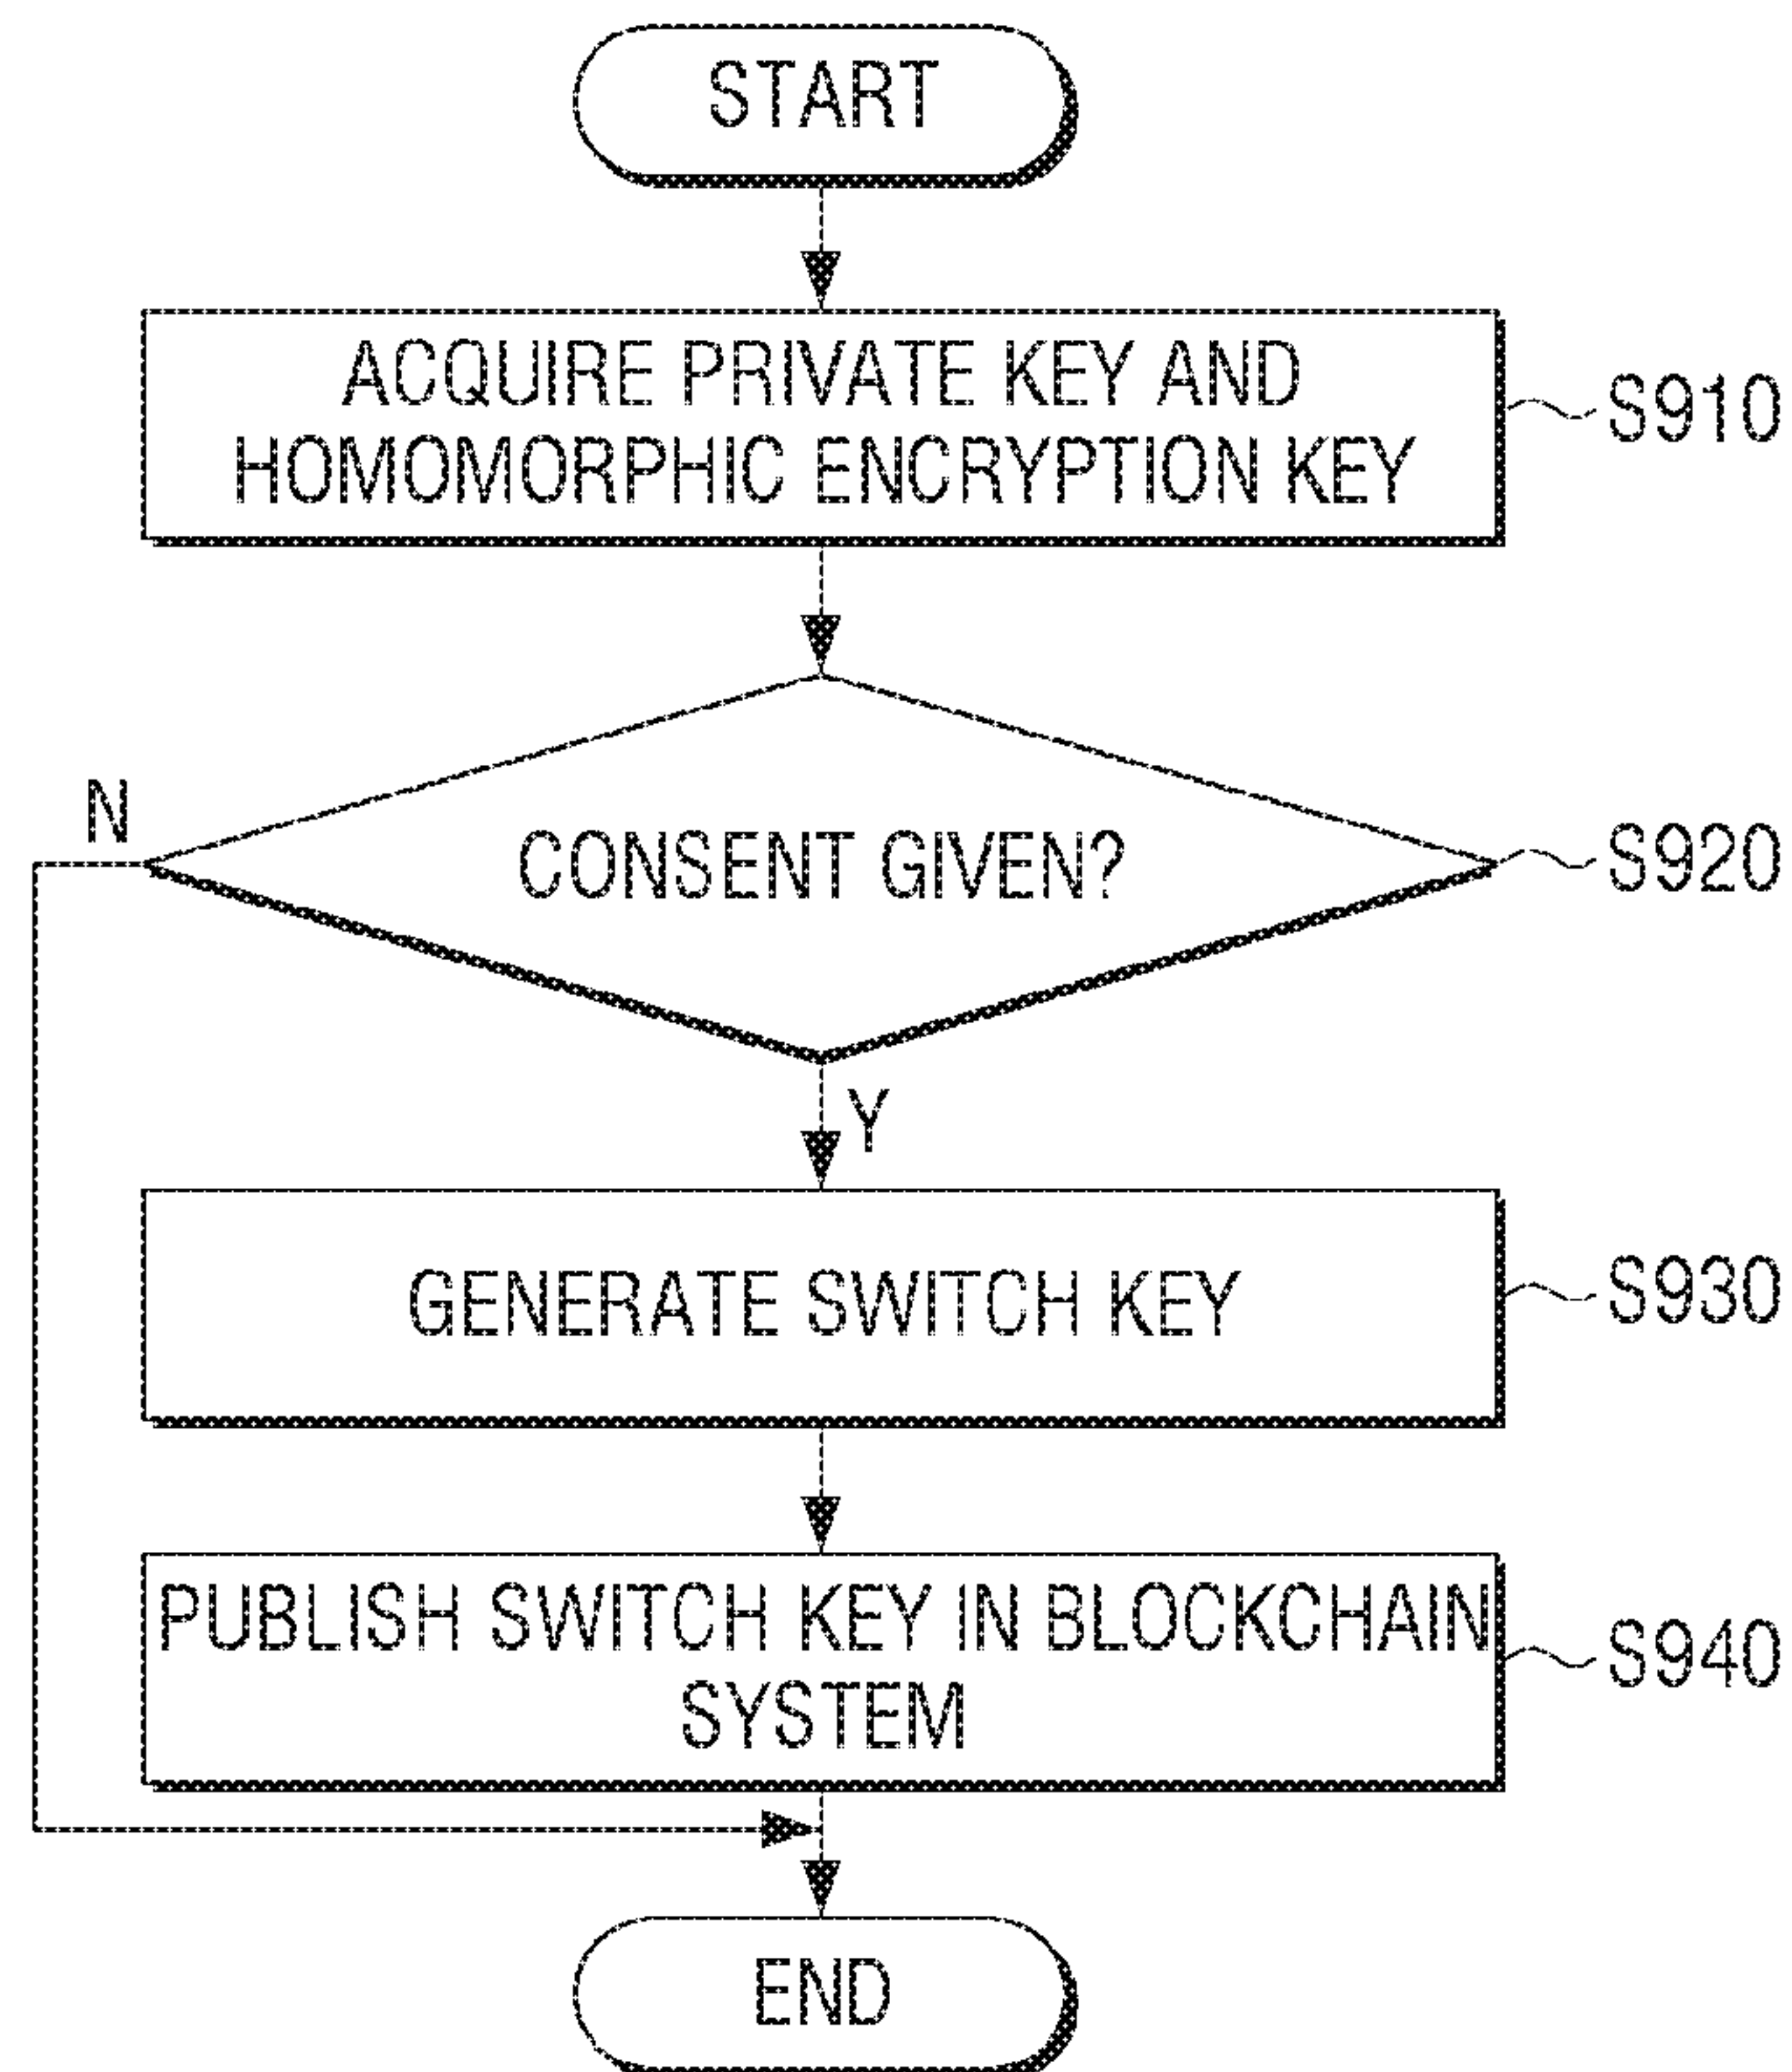 START
ACQUIRE PRIVATE KEY AND
HOMOMORPHIC ENCRYPTION KEY
S910
N
CONSENT GIVEN?
S920
Y
GENERATE SWITCH KEY
S930
PUBLISH SWITCH KEY IN BLOCKCHAIN
SYSTEM
S940
END